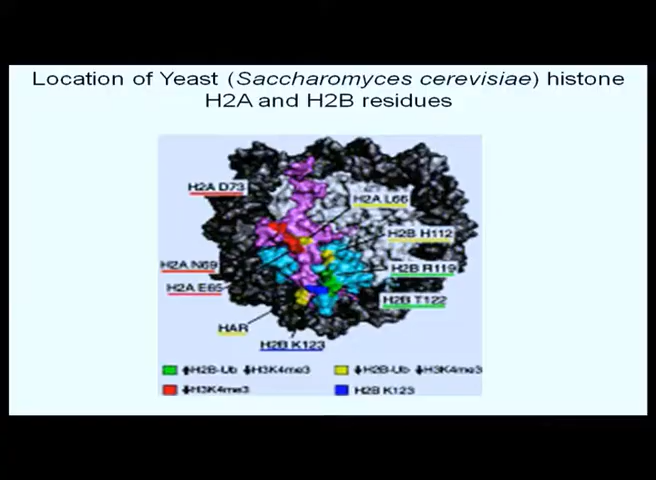 Location of Yeast (Saccharomyces cerevisiae) histone
H2A and H2B residues
H2A D73
H2A L66
H2B H112
H2A N69
H2B R119
H2A E65
H2B T122
HAR
H2B K123
H2B-Ub H3K4me3
H2B-Ub H3K4me3
H3K4me3
H2B K123